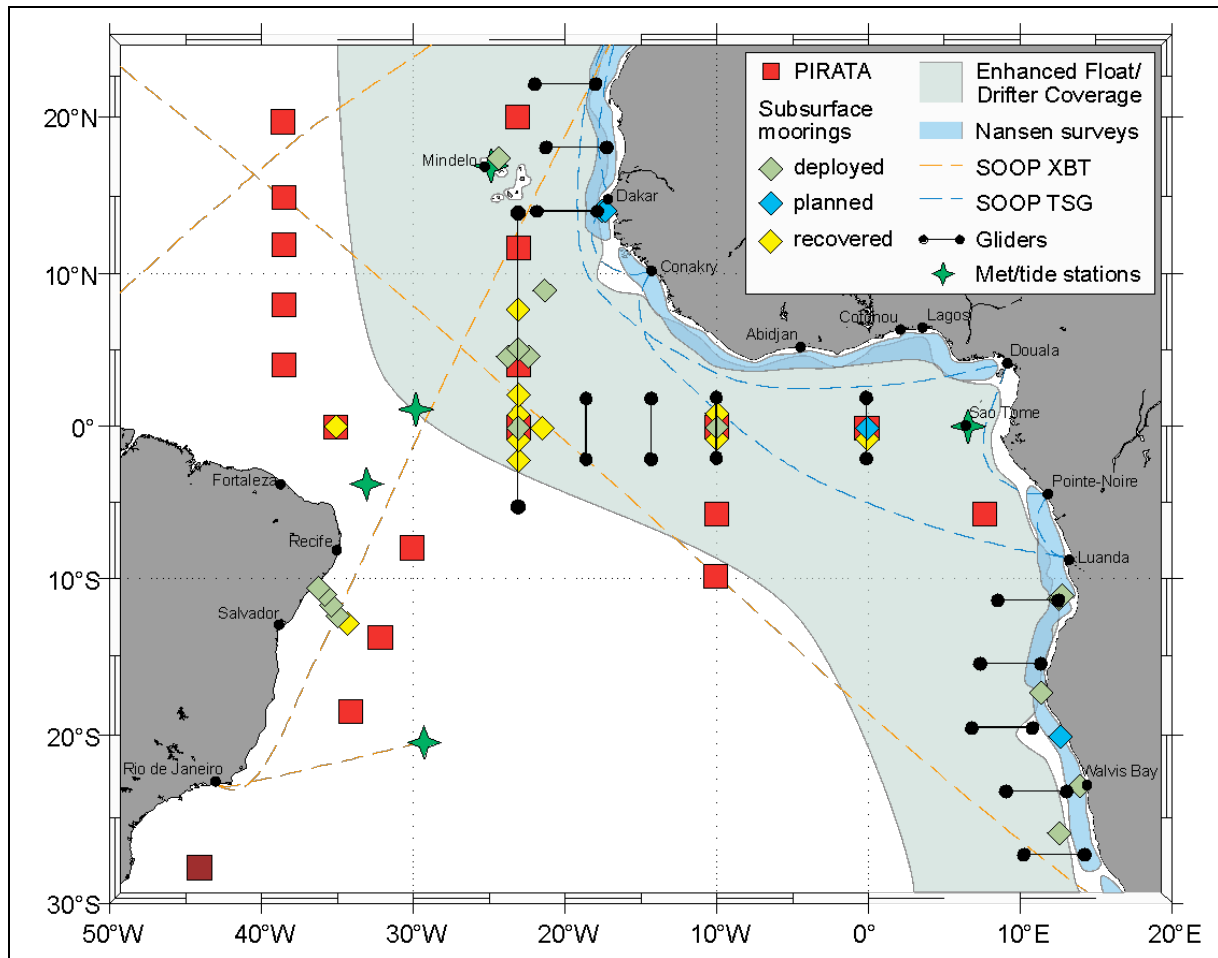 PIRATA
Subsurface
moorings
deployed
planned
recovered
Enhanced Float/
Drifter Coverage
Nansen surveys
SOOP XBT
SOOP TSG
Gliders
Met/tide stations
20°N
10°N
0°
10°S
20°S
30°S
Mindelo
Dakar
Conakry
Abidjan
Cotonou
Lagos
Douala
Sao Tome
Pointe-Noire
Luanda
Walvis Bay
Fortaleza
Recife
Salvador
Rio de Janeiro
50°W
40°W
30°W
20°W
10°W
0°
10°E
20°E